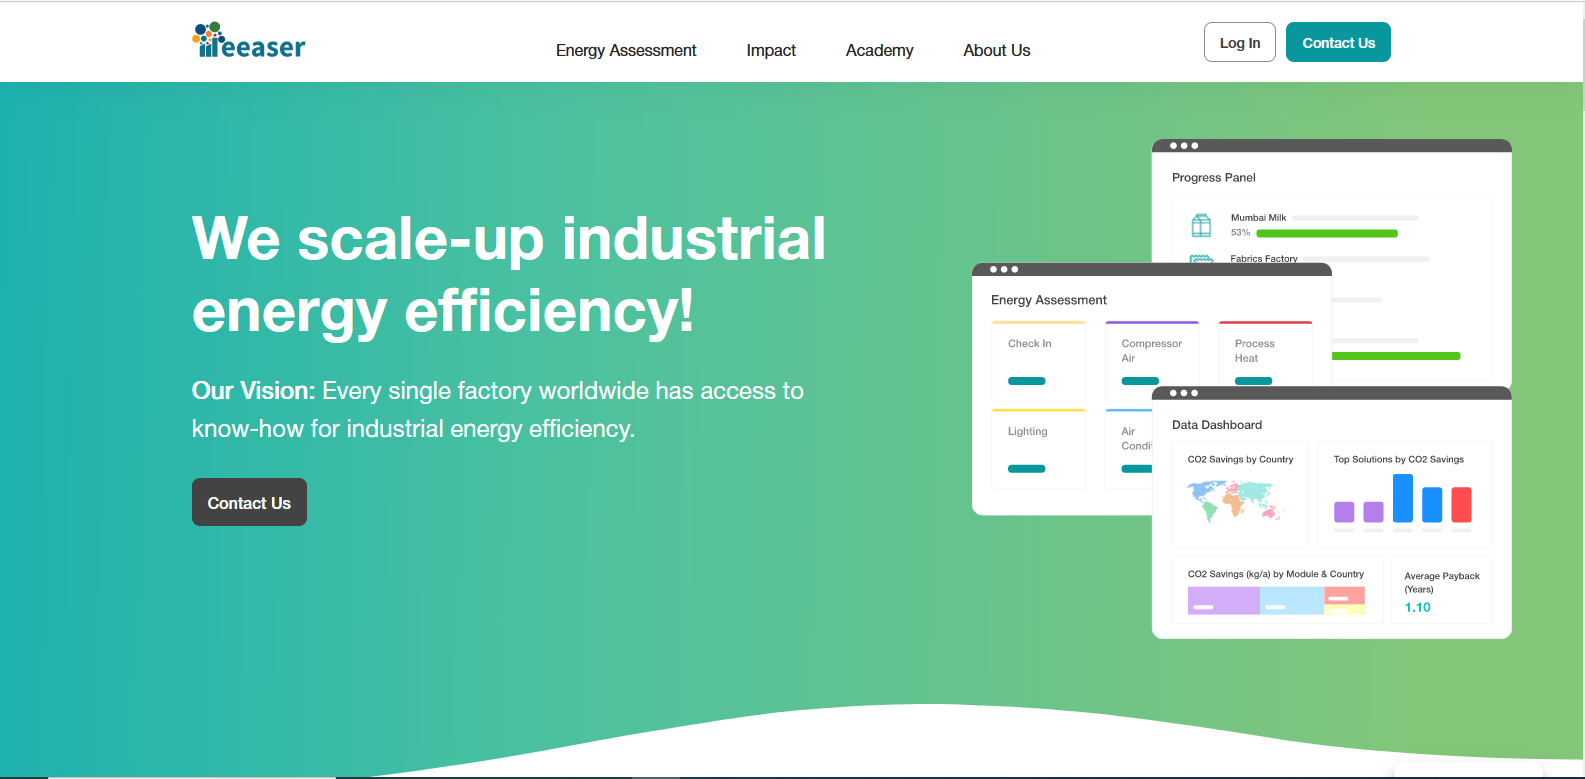 eeaser
Energy Assessment
Impact
Academy
About Us
Log In
Contact Us
We scale-up industrial
energy efficiency!
Our Vision: Every single factory worldwide has access to
know-how for industrial energy efficiency.
Contact Us
Progress Panel
Mumbai Milk
53%
Fabrics Factory
Energy Assessment
Check In
Compressor
Air
Process
Heat
Lighting
Air
Condit
Data Dashboard
CO2 Savings by Country
Top Solutions by CO2 Savings
CO2 Savings (kg/a) by Module & Country
Average Payback
(Years)
1.10